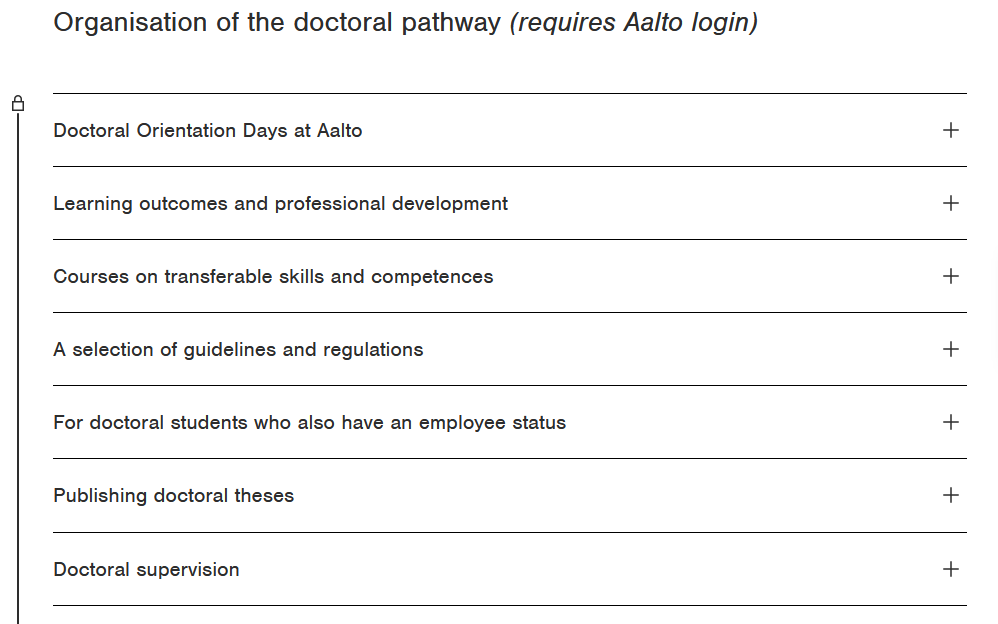 Organisation of the doctoral pathway (requires Aalto login)
Doctoral Orientation Days at Aalto
Learning outcomes and professional development
Courses on transferable skills and competences
A selection of guidelines and regulations
For doctoral students who also have an employee status
Publishing doctoral theses
Doctoral supervision